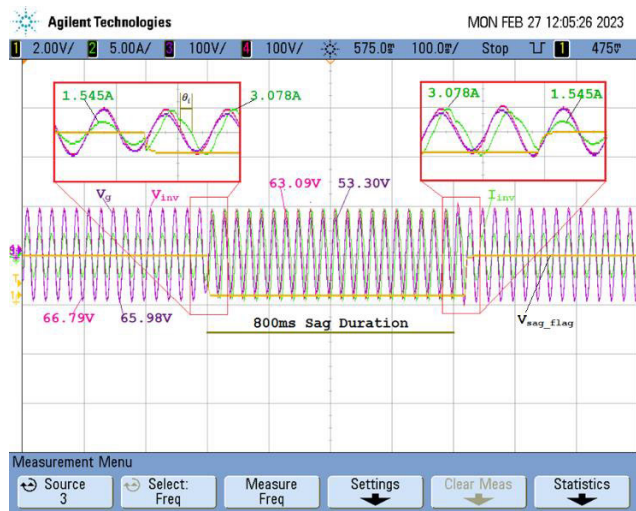 Agilent Technologies MON FEB 27 12:05:26 2023
1 2.00V/ 2 5.00A/ 3 100V/ 4 100V/ 575.0ms 100.0ms/ Stop 1 475ms
1.545A θi 3.078A 3.078A 1.545A
Vg Vinv 63.09V 53.30V Iinv
66.79V 65.98V 800ms Sag Duration Vsag_flag
Measurement Menu
Source Select: Measure Settings Clear Meas Statistics
3 Freq Freq